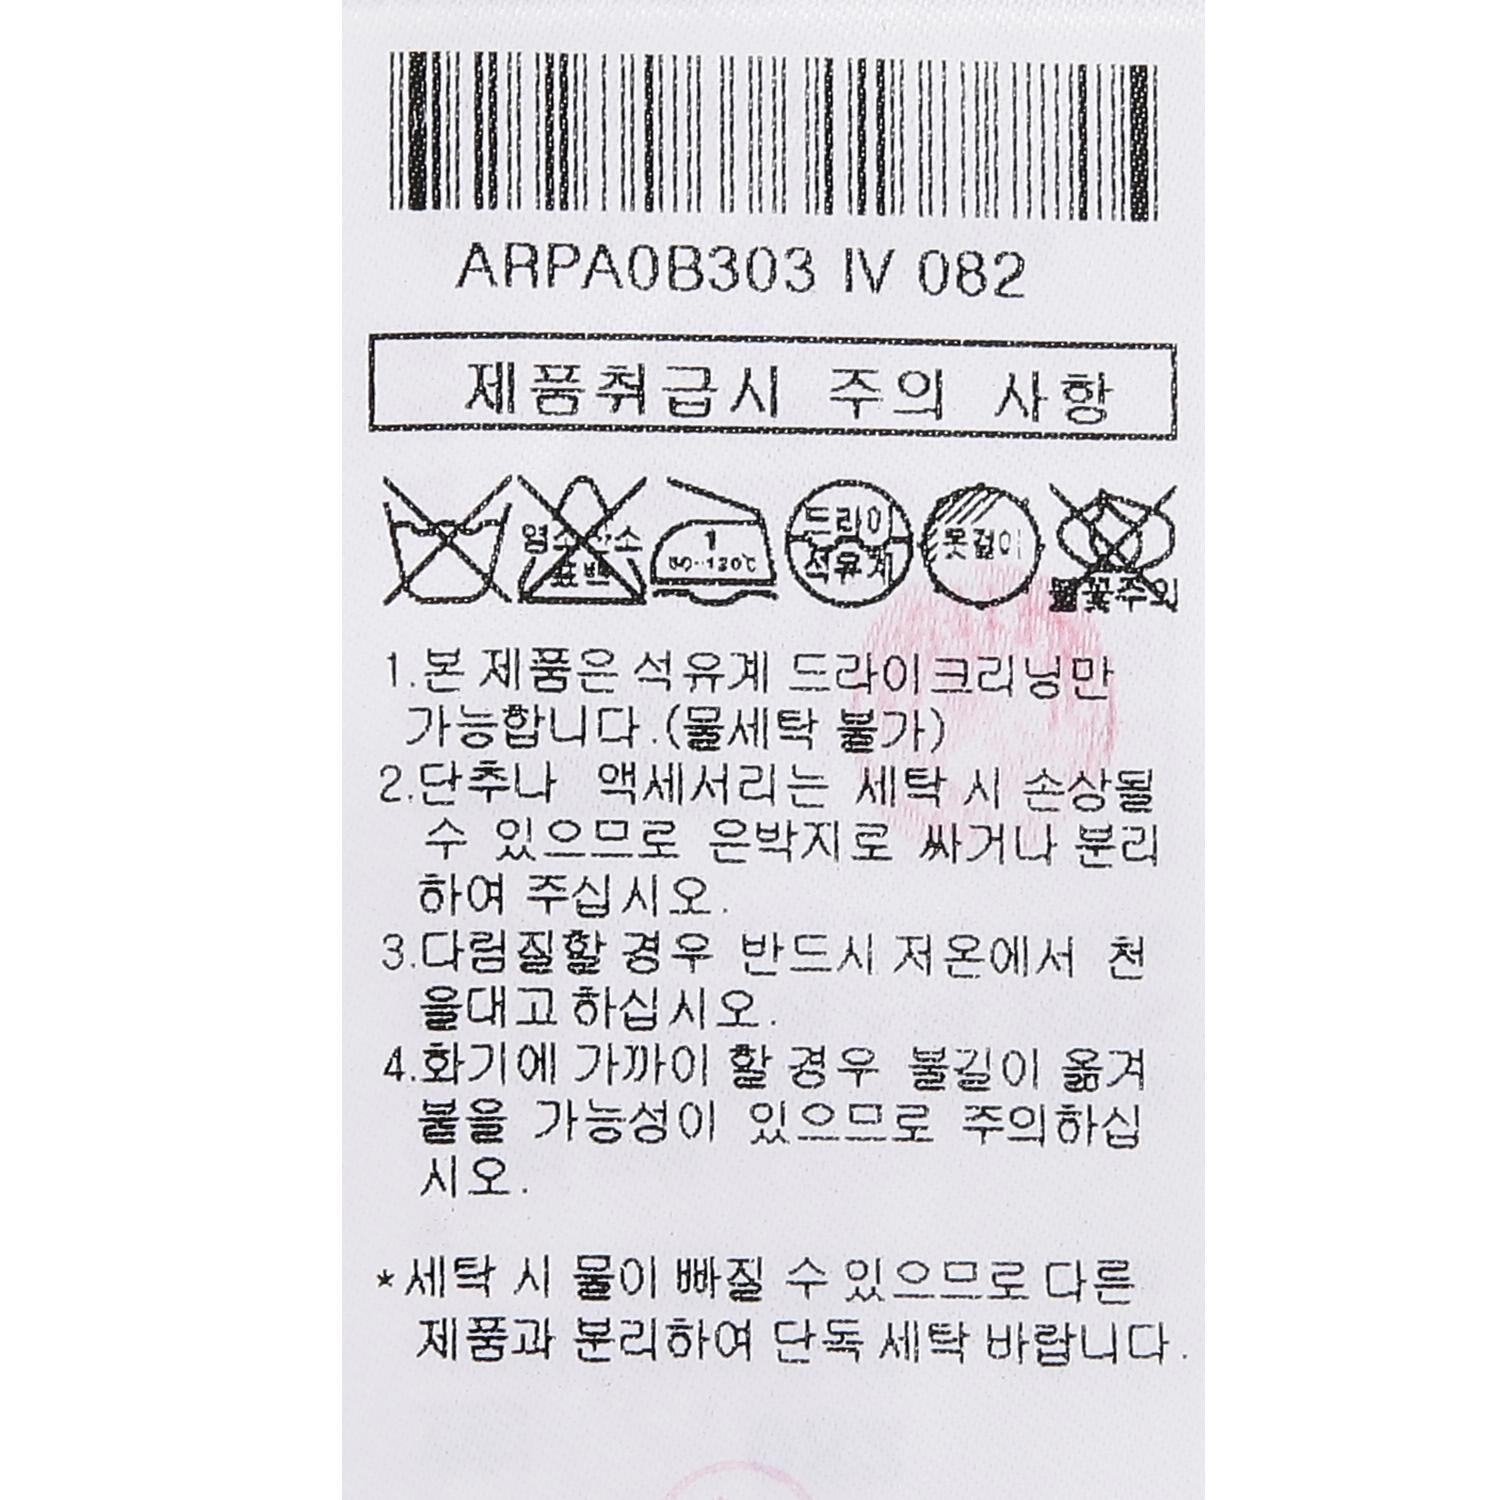 ARPA0B303 IV 082
제품취급시 주의 사항
염소산소
표백
1
80~120℃
드라이
석유계
옷걸이
불꽃주의
1.본 제품은 석유계 드라이크리닝만
가능합니다.(물세탁 불가)
2.단추나 액세서리는 세탁 시 손상될
수 있으므로 은박지로 싸거나 분리
하여 주십시오.
3.다림질할 경우 반드시 저온에서 천
을대고 하십시오.
4.화기에 가까이 할 경우 불길이 옮겨
붙을 가능성이 있으므로 주의하십
시오.
*세탁 시 물이 빠질 수 있으므로 다른
제품과 분리하여 단독 세탁 바랍니다.